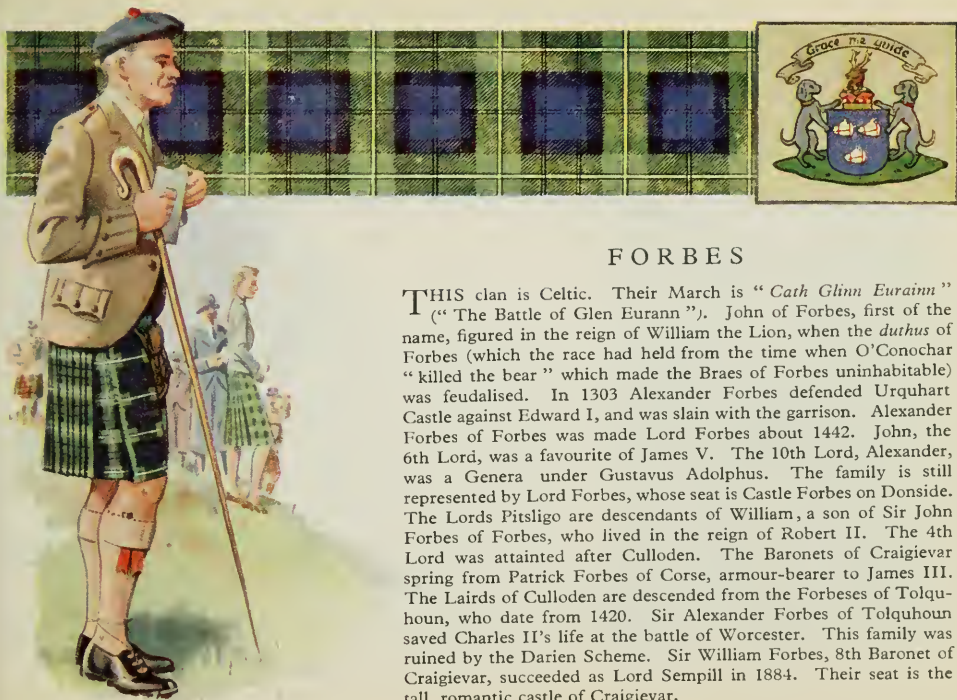 Grace me guide
FORBES
THIS clan is Celtic. Their March is “ Cath Glinn Eurainn ”
(“ The Battle of Glen Eurann ”). John of Forbes, first of the
name, figured in the reign of William the Lion, when the duthus of
Forbes (which the race had held from the time when O'Conochar
“ killed the bear ” which made the Braes of Forbes uninhabitable)
was feudalised. In 1303 Alexander Forbes defended Urquhart
Castle against Edward I, and was slain with the garrison. Alexander
Forbes of Forbes was made Lord Forbes about 1442. John, the
6th Lord, was a favourite of James V. The 10th Lord, Alexander,
was a Genera under Gustavus Adolphus. The family is still
represented by Lord Forbes, whose seat is Castle Forbes on Donside.
The Lords Pitsligo are descendants of William, a son of Sir John
Forbes of Forbes, who lived in the reign of Robert II. The 4th
Lord was attainted after Culloden. The Baronets of Craigievar
spring from Patrick Forbes of Corse, armour-bearer to James III.
The Lairds of Culloden are descended from the Forbeses of Tolqu-
houn, who date from 1420. Sir Alexander Forbes of Tolquhoun
saved Charles II's life at the battle of Worcester. This family was
ruined by the Darien Scheme. Sir William Forbes, 8th Baronet of
Craigievar, succeeded as Lord Sempill in 1884. Their seat is the
tall, romantic castle of Craigievar.